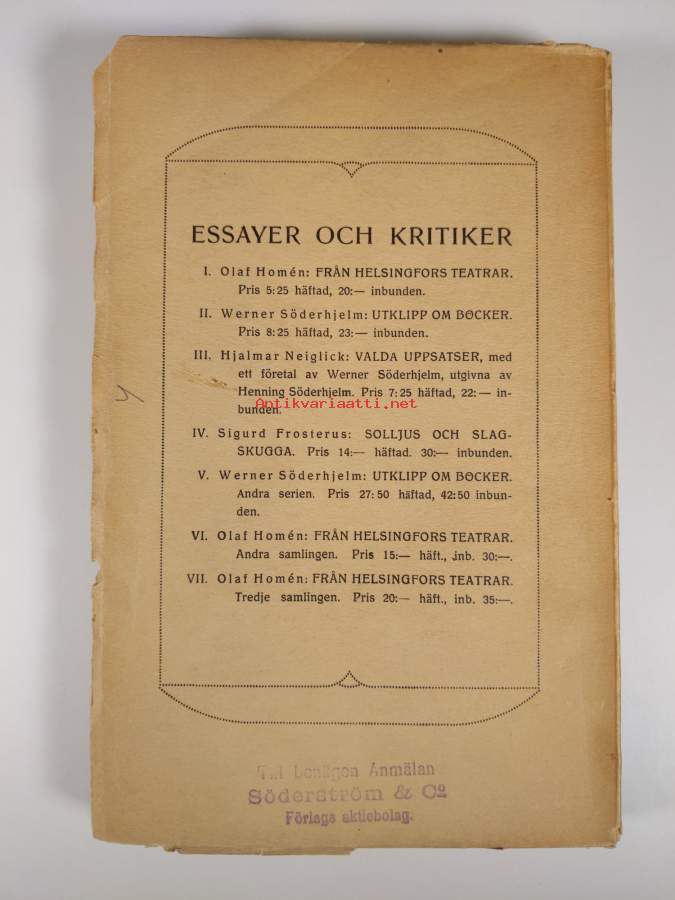 ESSAYER OCH KRITIKER
I. Olaf Homén: FRÅN HELSINGFORS TEATRAR.
Pris 5:25 häftad, 20:— inbunden.
II. Werner Söderhjelm: UTKLIPP OM BÖCKER.
Pris 8:25 häftad, 23:— inbunden.
III. Hjalmar Neiglick: VALDA UPPSATSER, med
ett företal av Werner Söderhjelm, utgivna av
Henning Söderhjelm. Pris 7:25 häftad, 22:— in-
Antikvariaatti.net
bunden.
IV. Sigurd Frosterus: SOLLJUS OCH SLAG-
SKUGGA. Pris 14:— häftad. 30:— inbunden.
V. Werner Söderhjelm: UTKLIPP OM BÖCKER.
Andra serien. Pris 27:50 häftad, 42:50 inbun-
den.
VI. Olaf Homén: FRÅN HELSINGFORS TEATRAR.
Andra samlingen. Pris 15:— häft., inb. 30:—.
VII. Olaf Homén: FRÅN HELSINGFORS TEATRAR.
Tredje samlingen. Pris 20:— häft., inb. 35:—.
Till benägen Anmälan
Söderström & Co
Förlags aktiebolag.